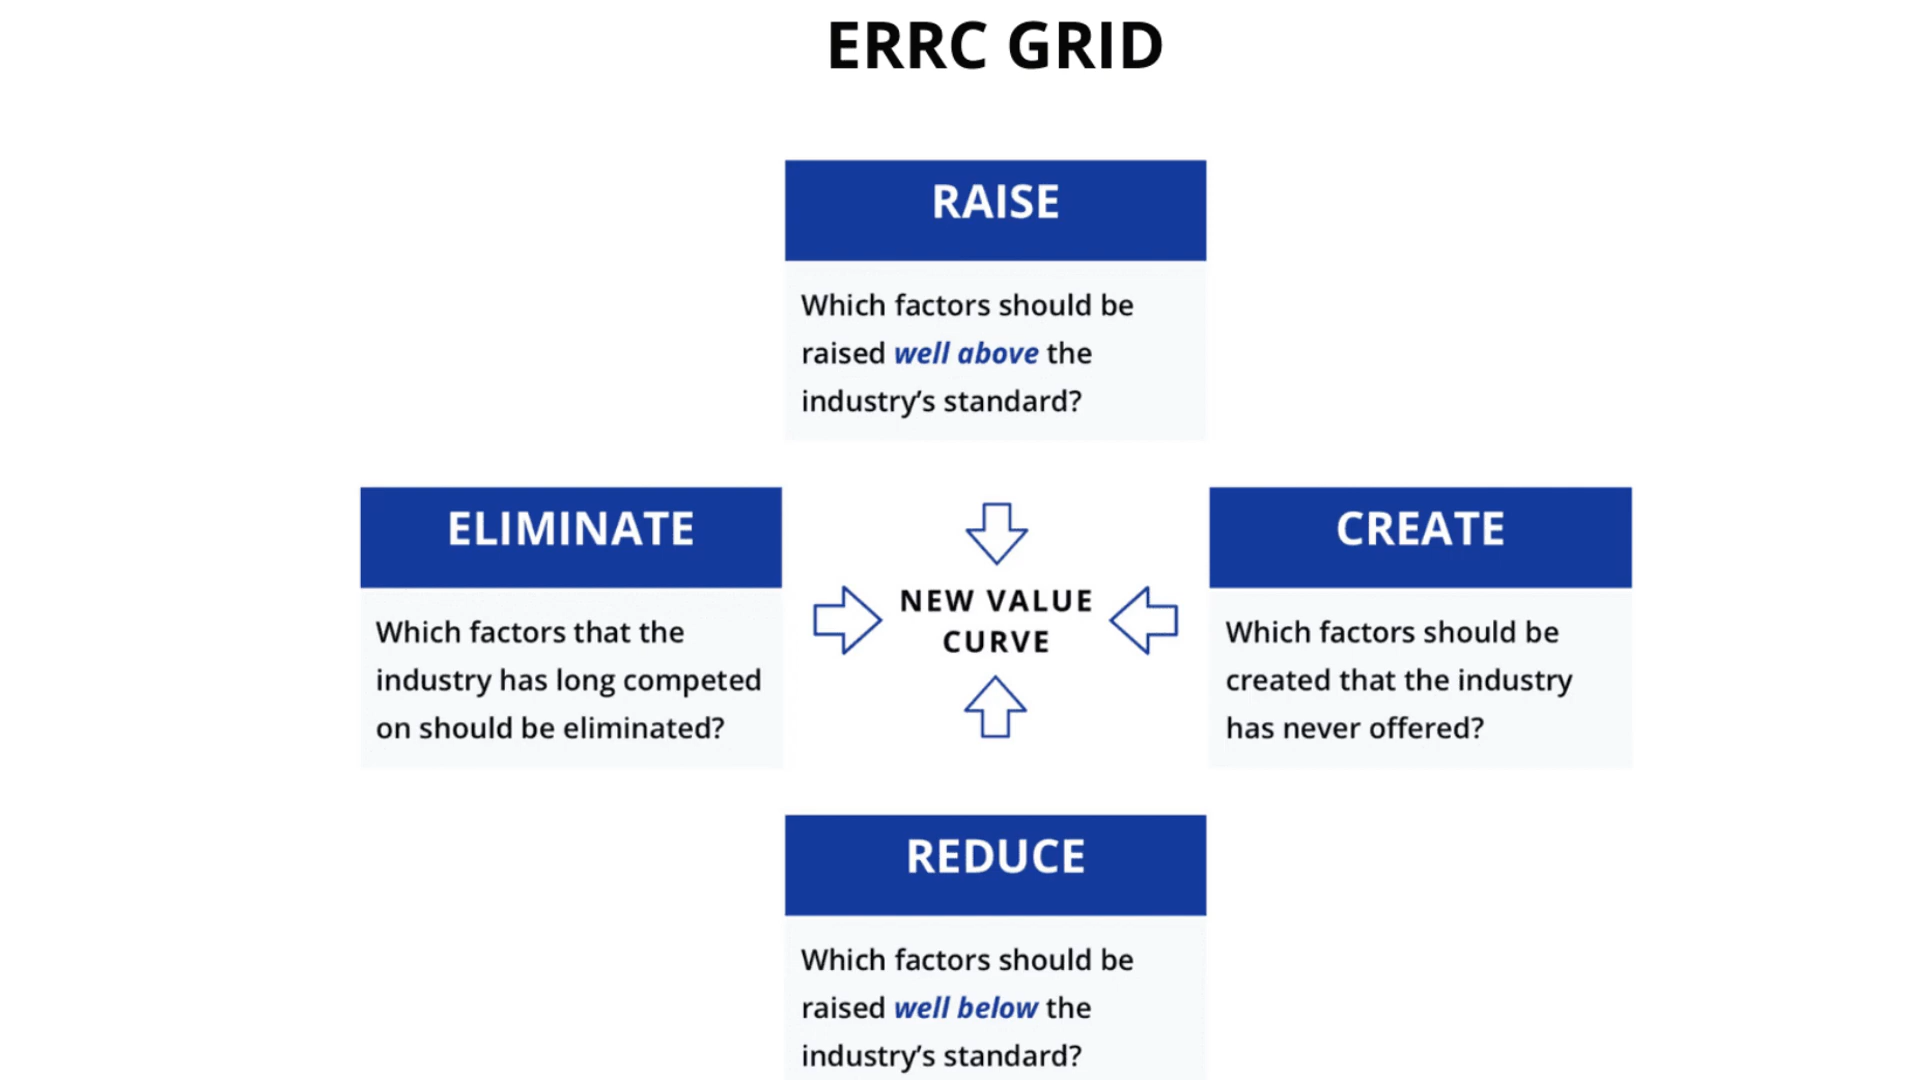 ERRC GRID
RAISE
Which factors should be
raised well above the
industry’s standard?
ELIMINATE
Which factors that the
industry has long competed
on should be eliminated?
NEW VALUE
CURVE
CREATE
Which factors should be
created that the industry
has never offered?
REDUCE
Which factors should be
raised well below the
industry’s standard?